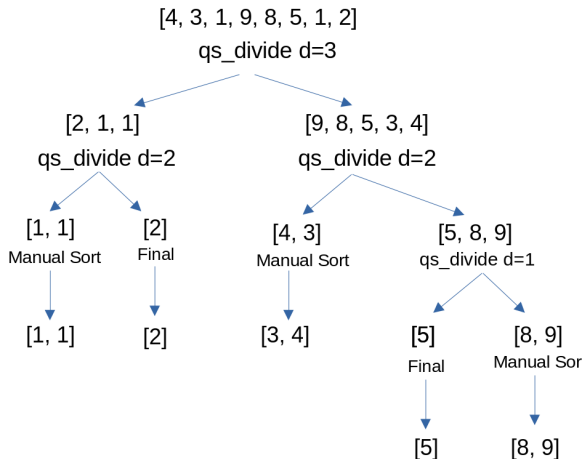 [4, 3, 1, 9, 8, 5, 1, 2]
qs_divide d=3
[2, 1, 1]
[9, 8, 5, 3, 4]
qs_divide d=2
qs_divide d=2
[1, 1]
[2]
[4, 3]
[5, 8, 9]
Manual Sort
Final
Manual Sort
qs_divide d=1
[1, 1]
[2]
[3, 4]
[5]
[8, 9]
Final
Manual Sor
[5]
[8, 9]